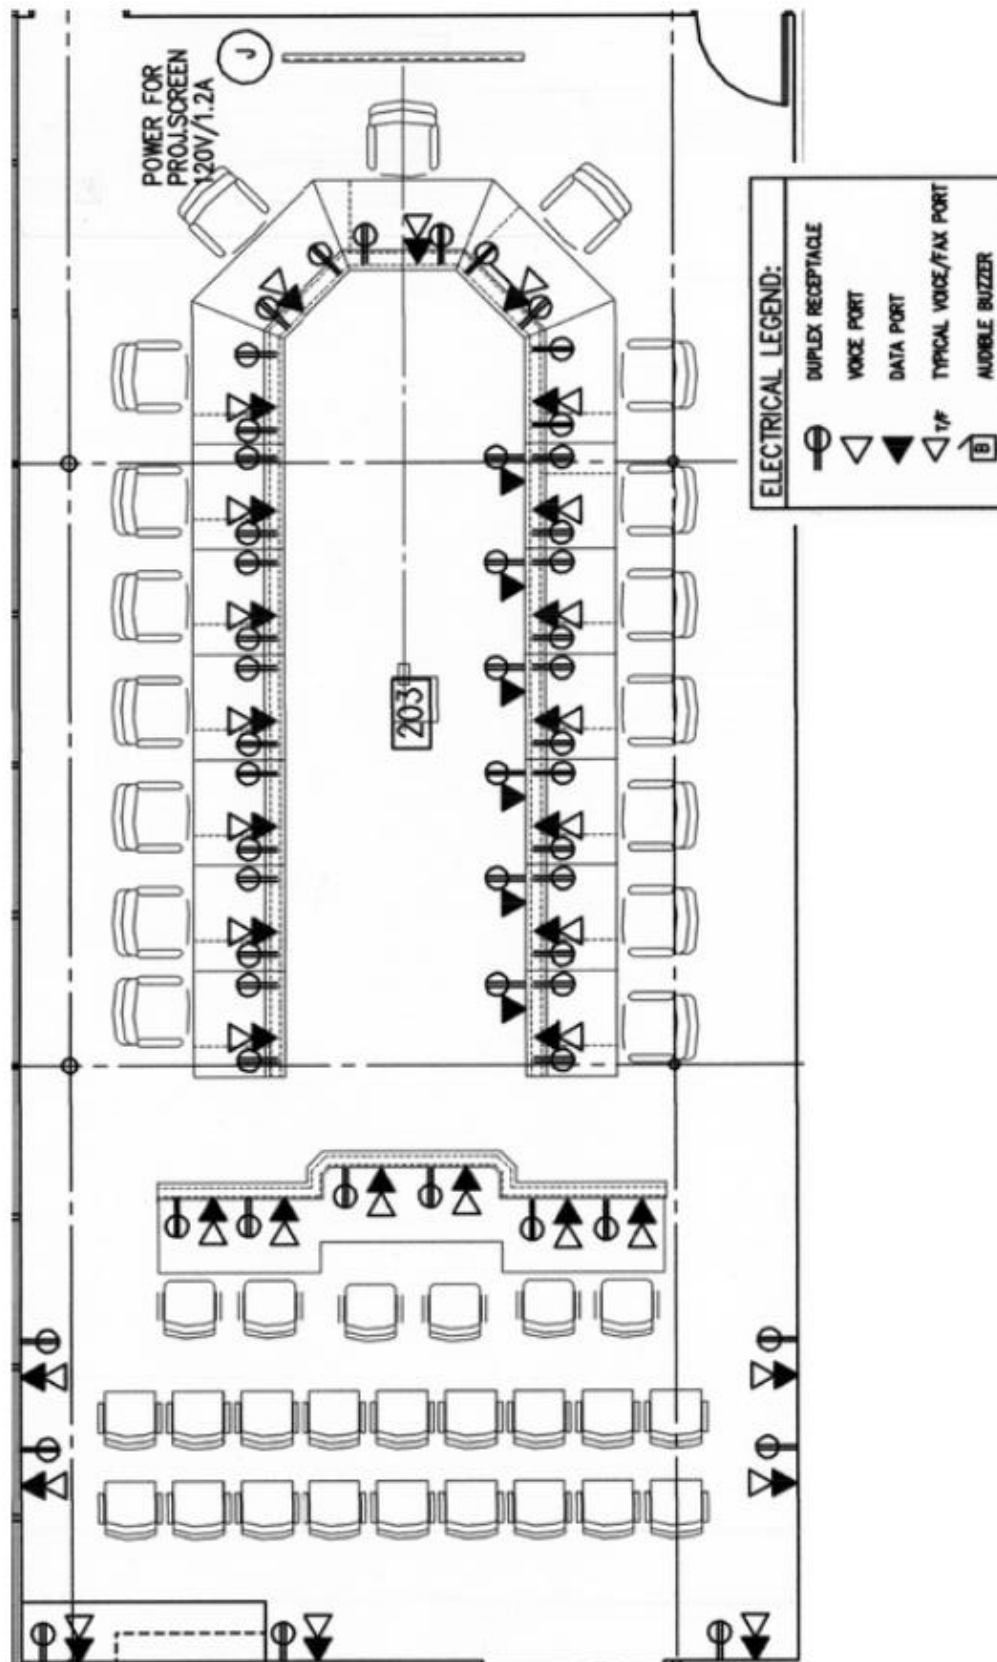 J
POWER FOR
PROJ.SCREEN
120V/1.2A
203
ELECTRICAL LEGEND:
DUPLEX RECEPTACLE
VOICE PORT
DATA PORT
T/F TYPICAL VOICE/FAX PORT
B AUDIBLE BUZZER